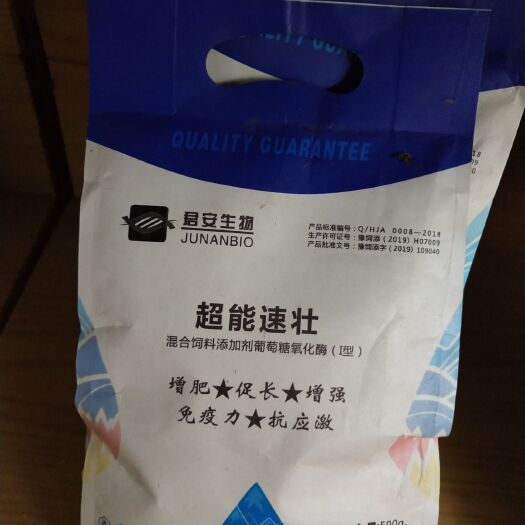 QUALITY GUARANTEE
君安生物
JUNANBIO
产品标准编号：Q/HJA 0008—2018
生产许可证号：豫饲添（2019）H07009
产品批准文号：豫饲添字（2019）109040
超能速壮
混合饲料添加剂葡萄糖氧化酶（I型）
增肥★促长★增强
免疫力★抗应激